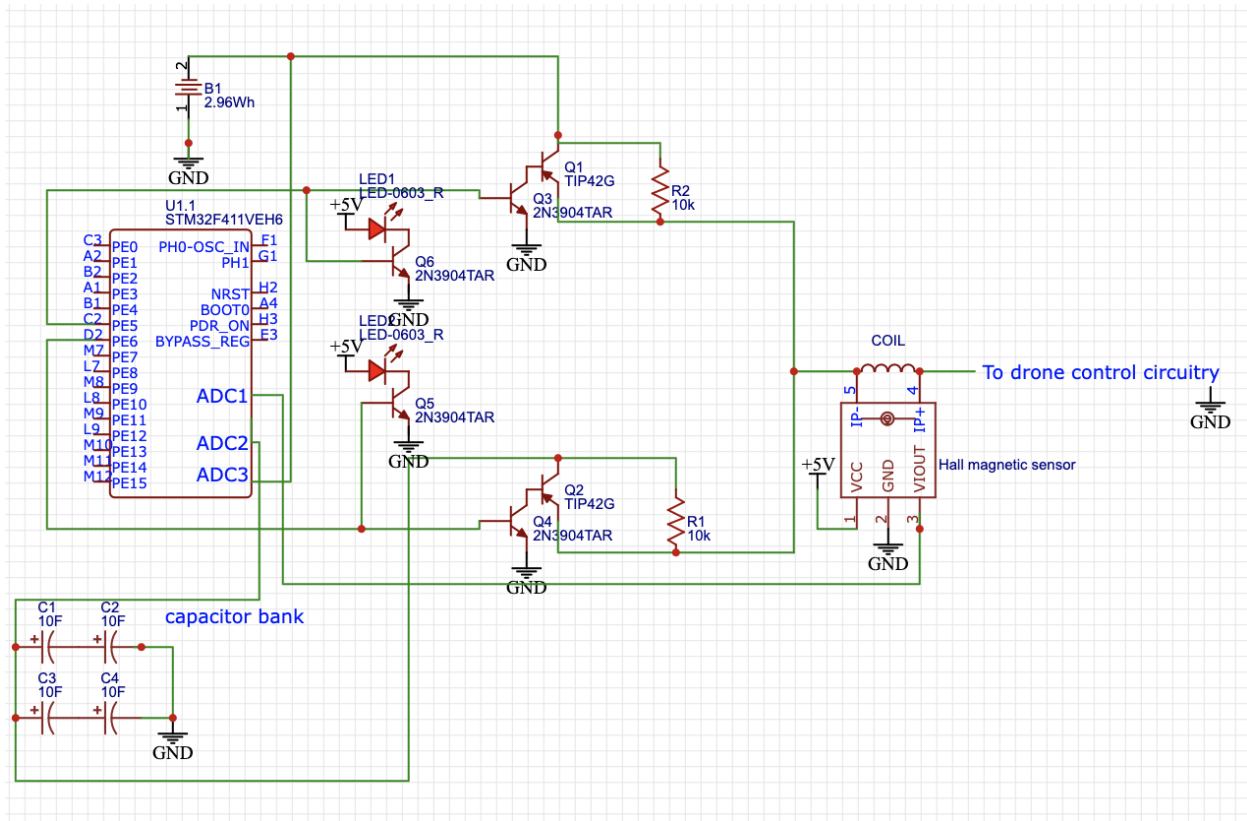 2
B1
2.96Wh
1
GND
U1.1
STM32F411VEH6
C3 PE0
A2 PE1
B2 PE2
A1 PE3
B1 PE4
C2 PE5
D2 PE6
M7 PE7
L7 PE8
M8 PE9
L8 PE10
M9 PE11
L9 PE12
M10 PE13
M11 PE14
M12 PE15
PH0-OSC_IN F1
PH1 G1
NRST H2
BOOT0 A4
PDR_ON H3
BYPASS_REG E3
ADC1
ADC2
ADC3
LED1
LED-0603_R
+5V
Q6
2N3904TAR
GND
LED2
LED-0603_R
+5V
Q5
2N3904TAR
GND
Q1
TIP42G
Q3
2N3904TAR
GND
R2
10k
Q2
TIP42G
Q4
2N3904TAR
GND
R1
10k
COIL
To drone control circuitry
GND
5
4
IP-
IP+
+5V
VCC
GND
VIOUT
Hall magnetic sensor
1
2
3
GND
capacitor bank
C1
10F
C2
10F
C3
10F
C4
10F
+
+
+
+
GND